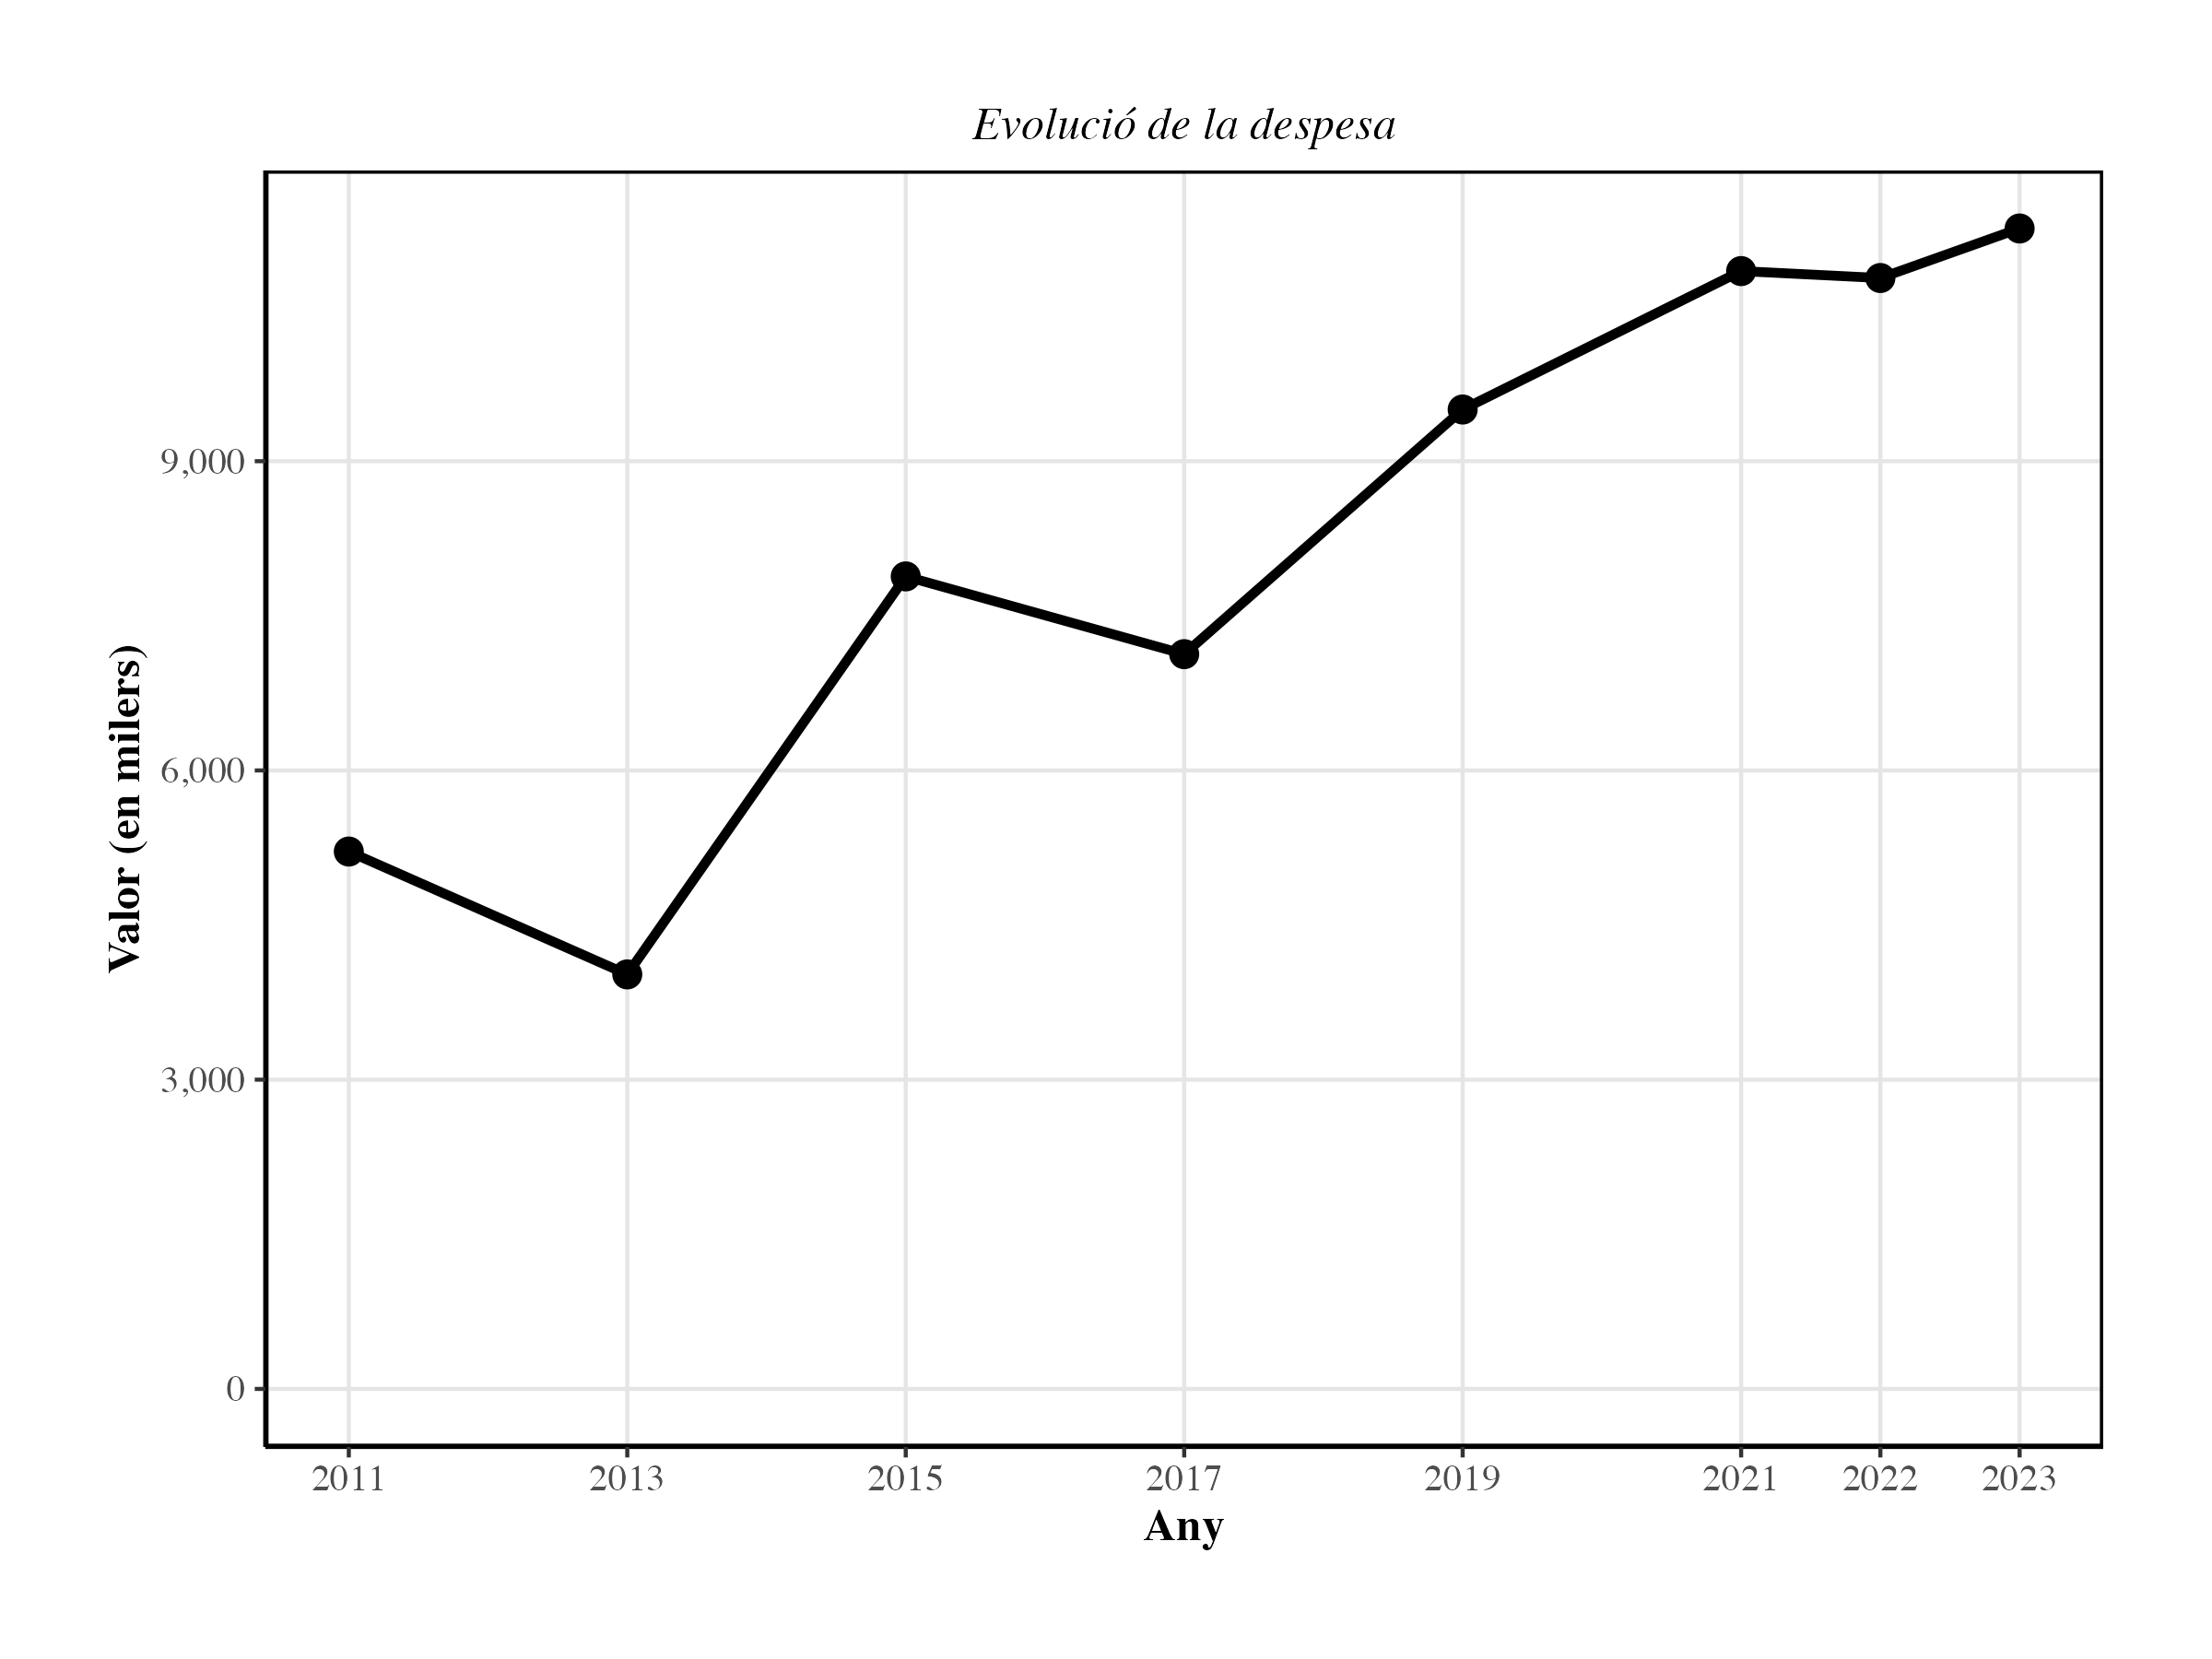 Evolució de la despesa
Valor (en milers)
9,000
6,000
3,000
0
2011 2013 2015 2017 2019 2021 2022 2023
Any